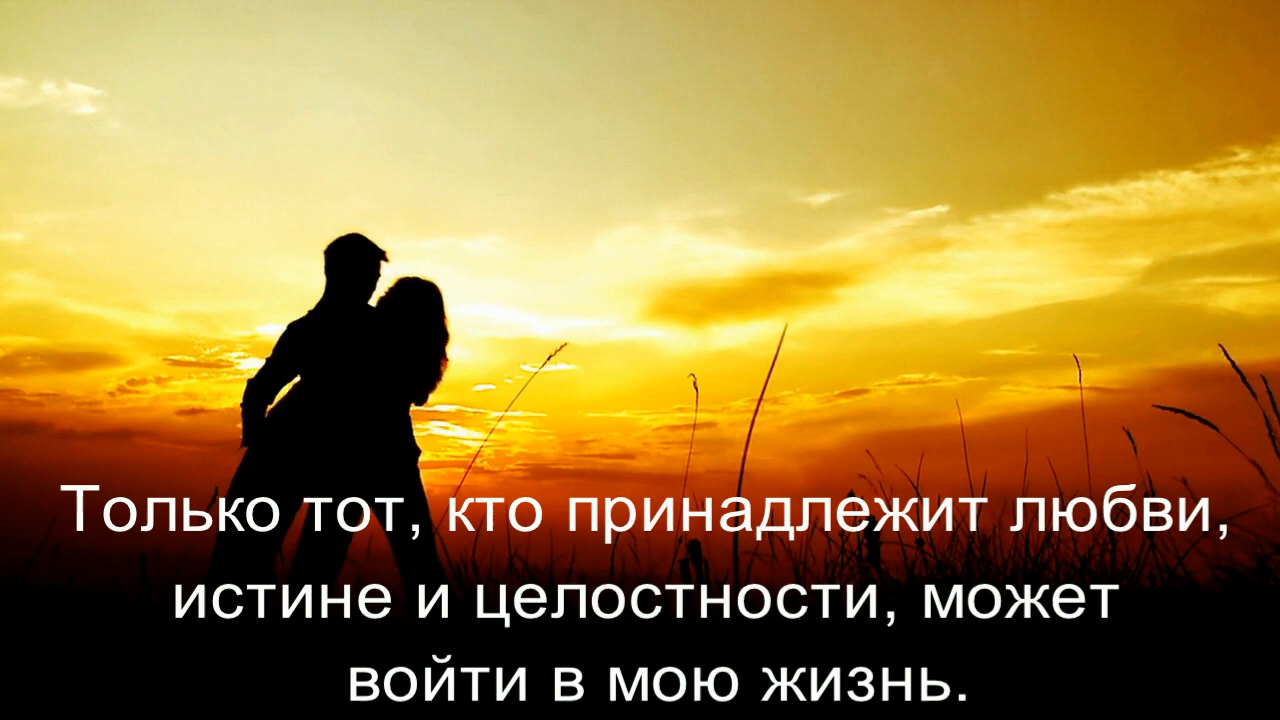 Только тот, кто принадлежит любви,
истине и целостности, может
войти в мою жизнь.